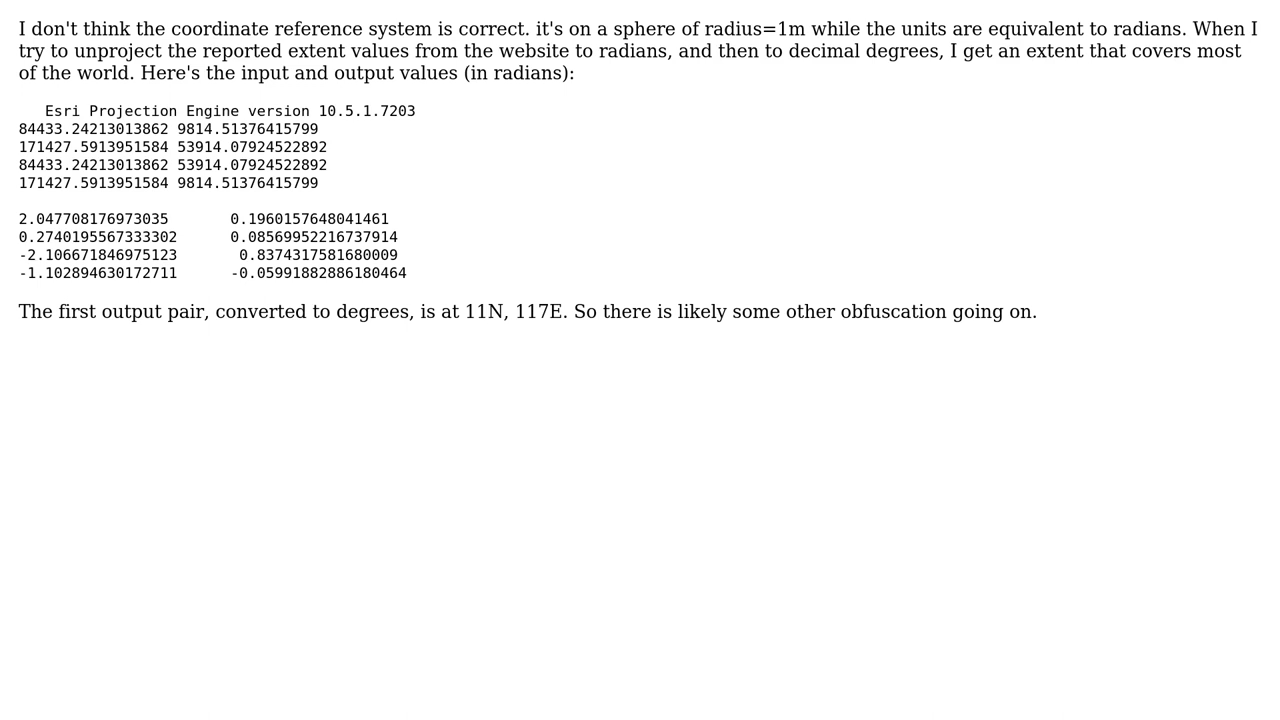 I don't think the coordinate reference system is correct. it's on a sphere of radius=1m while the units are equivalent to radians. When I
try to unproject the reported extent values from the website to radians, and then to decimal degrees, I get an extent that covers most
of the world. Here's the input and output values (in radians):
Esri Projection Engine version 10.5.1.7203
84433.24213013862 9814.51376415799
171427.5913951584 53914.07924522892
84433.24213013862 53914.07924522892
171427.5913951584 9814.51376415799
2.047708176973035 0.1960157648041461
0.2740195567333302 0.08569952216737914
-2.106671846975123 0.8374317581680009
-1.102894630172711 -0.05991882886180464
The first output pair, converted to degrees, is at 11N, 117E. So there is likely some other obfuscation going on.